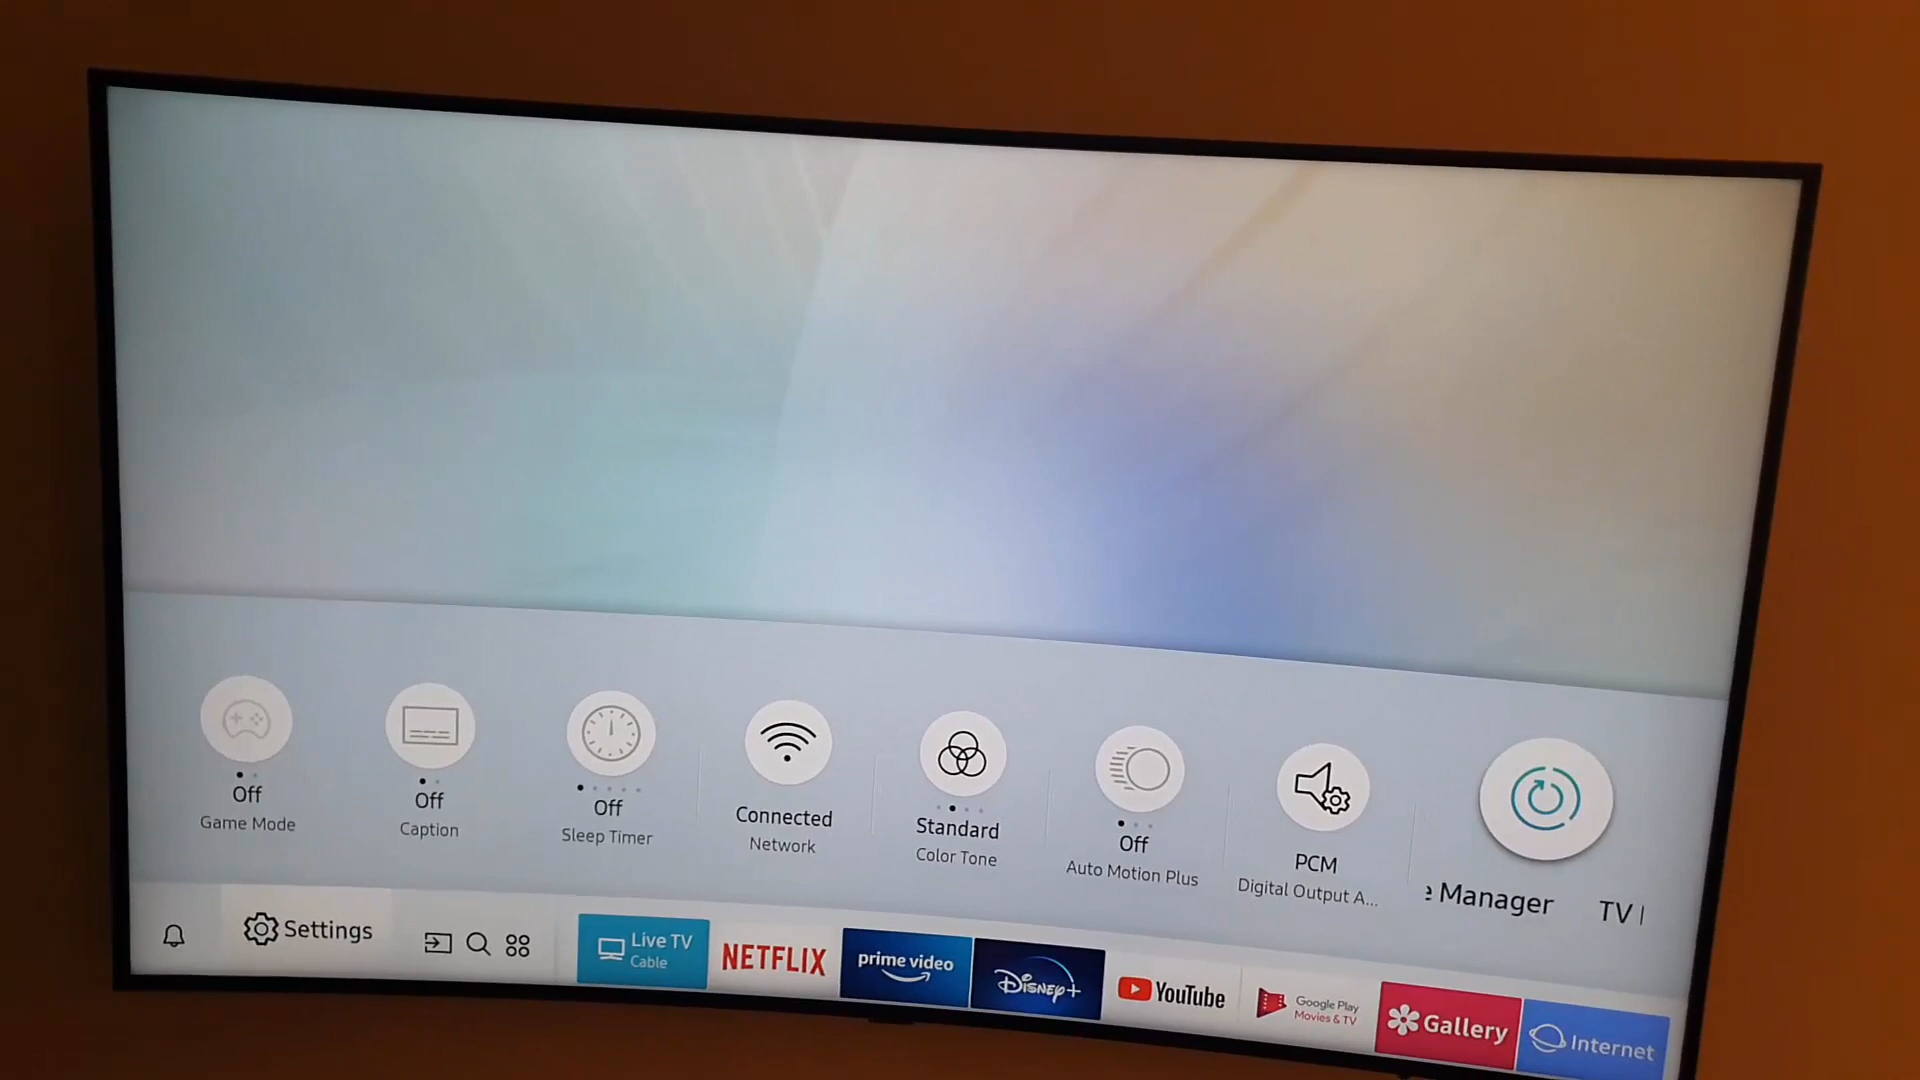 Off
Game Mode
Off
Caption
Off
Sleep Timer
Connected
Network
Standard
Color Tone
Off
Auto Motion Plus
PCM
Digital Output A...
e Manager TV
Settings
Live TV
Cable
NETFLIX
prime video
Disney+
YouTube
Google Play
Movies & TV
Gallery
Internet